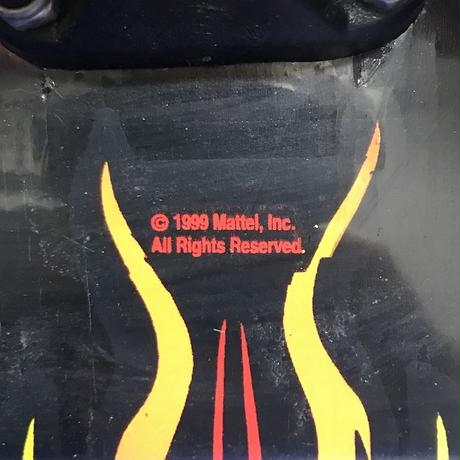 © 1999 Mattel, Inc.
All Rights Reserved.